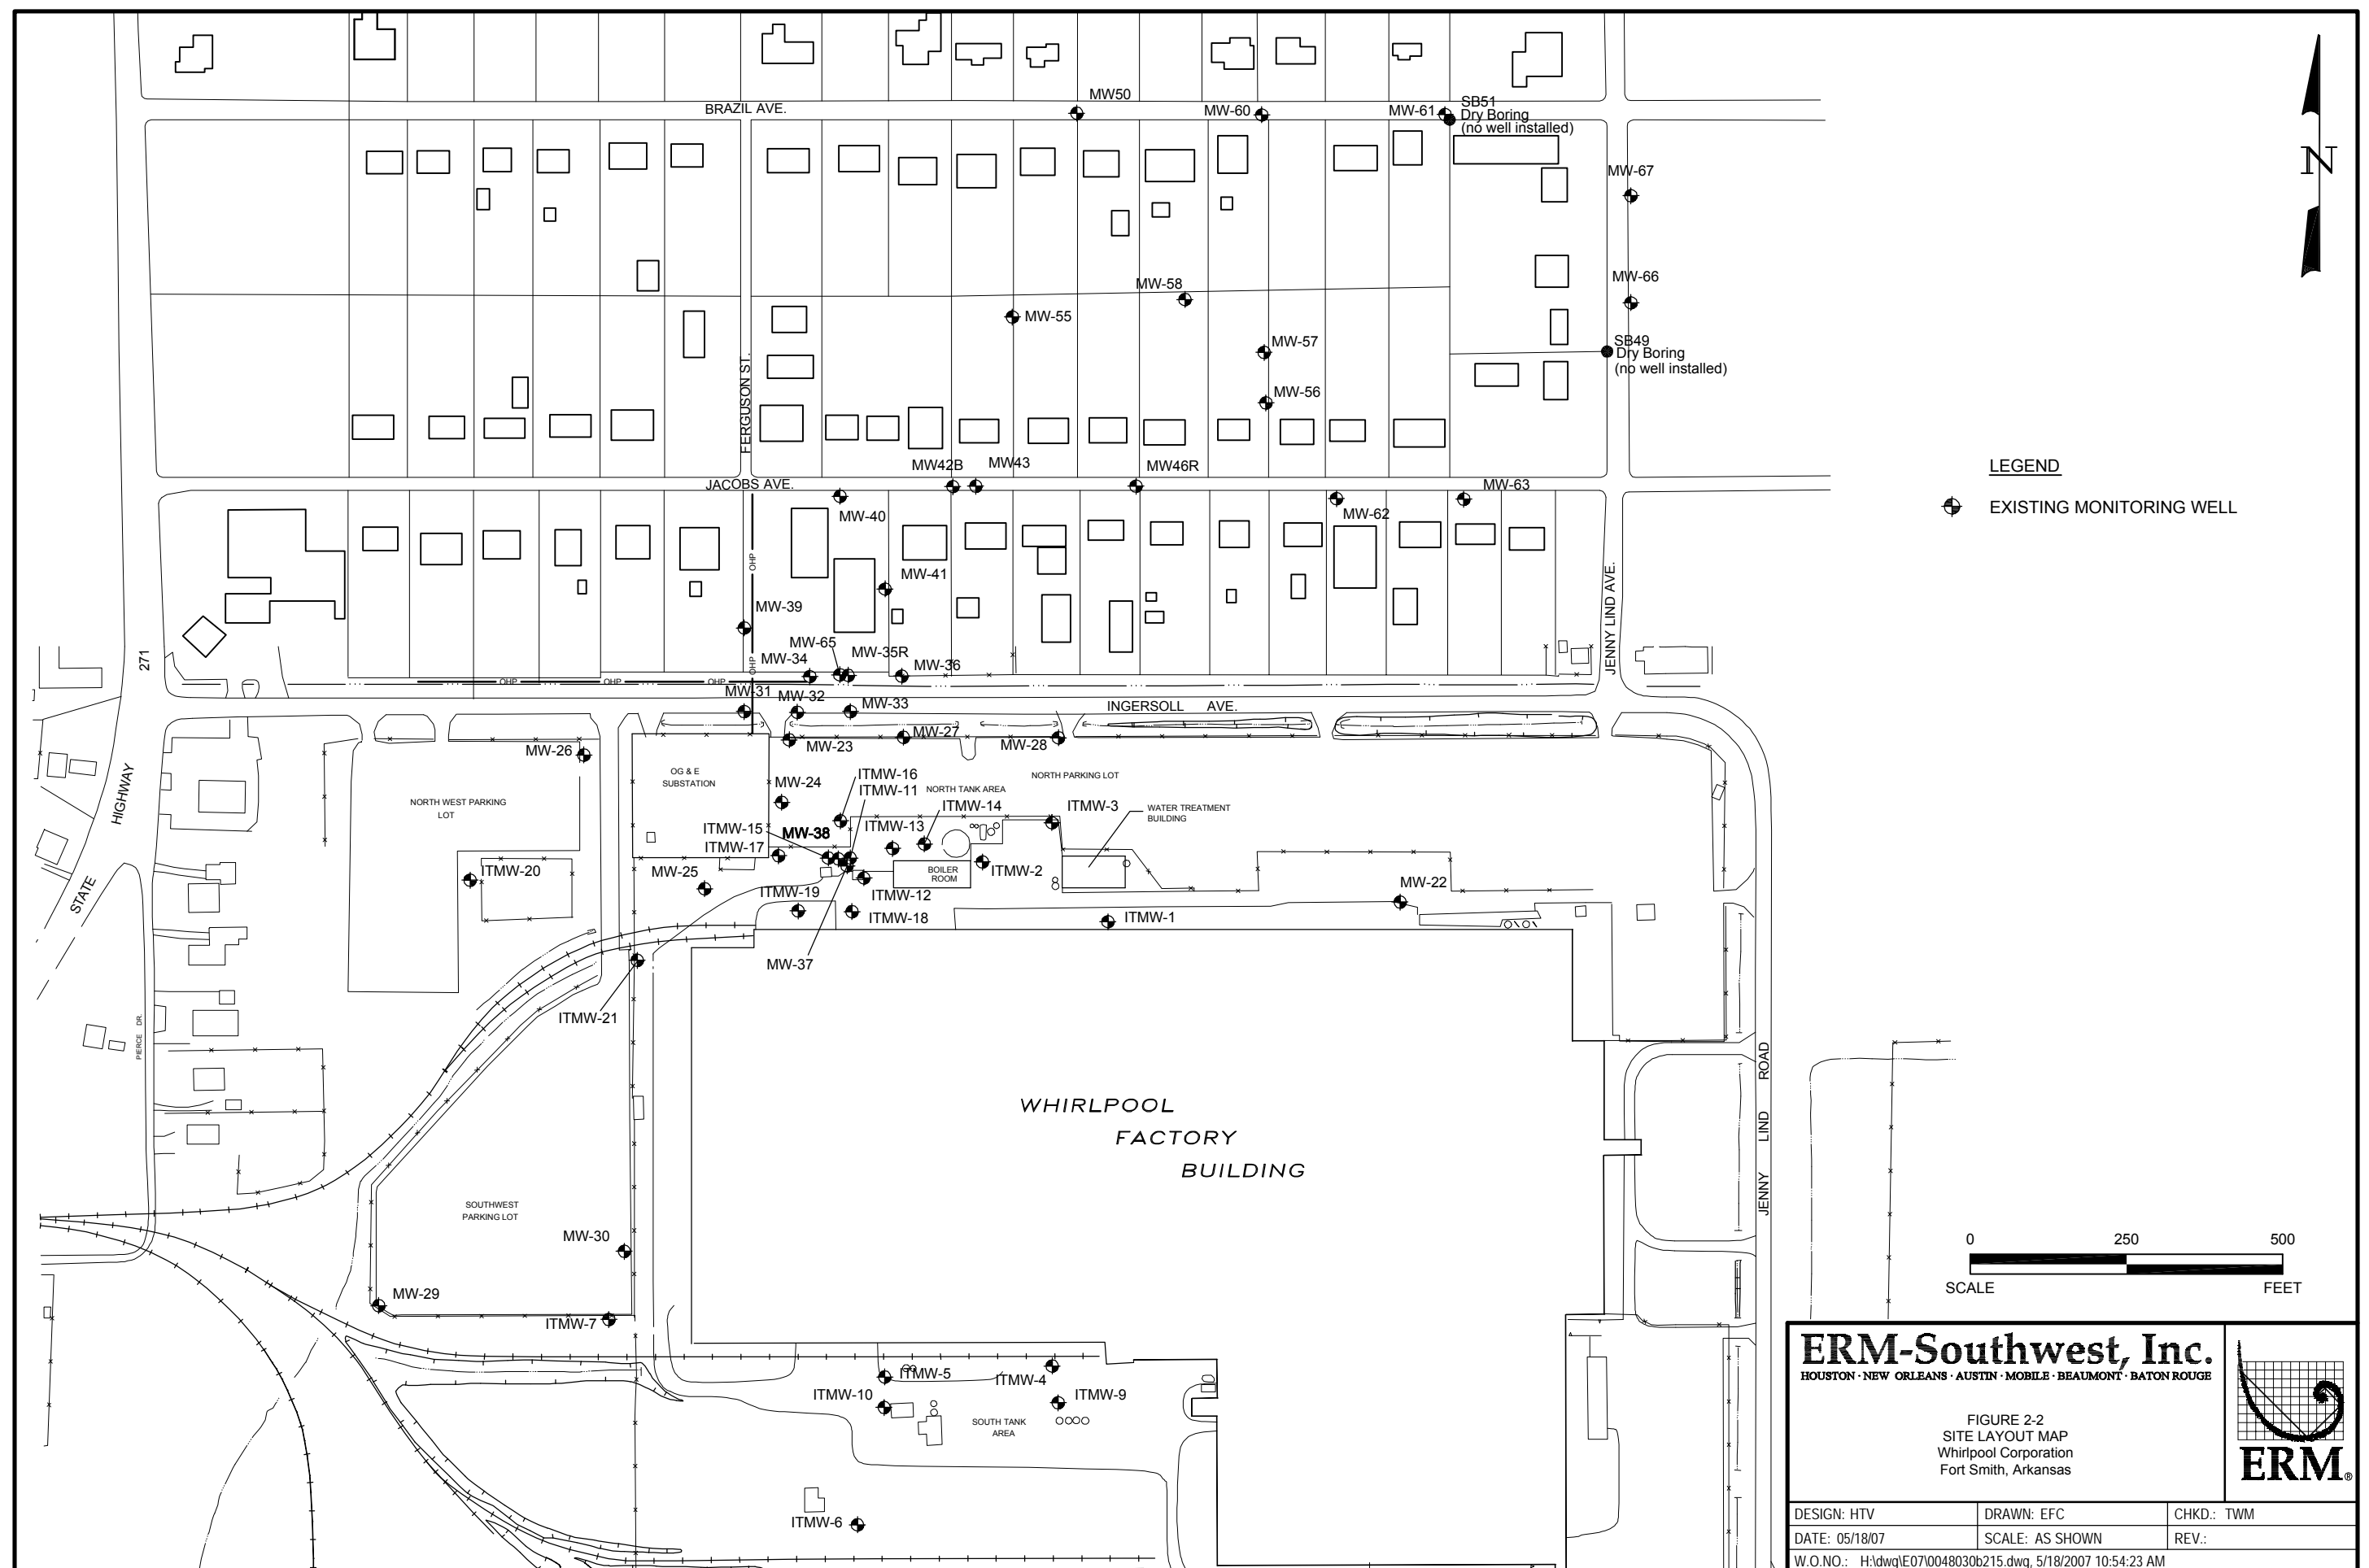 MW50
BRAZIL AVE.
MW-60
MW-61
SB51
Dry Boring
(no well installed)
N
MW-67
MW-66
MW-58
MW-55
MW-57
SB49
Dry Boring
(no well installed)
FERGUSON ST.
MW-56
MW42B
MW43
MW46R
LEGEND
EXISTING MONITORING WELL
JACOBS AVE.
MW-40
MW-62
MW-63
OHP
MW-41
MW-39
JENNY LIND AVE.
MW-65
MW-35R
MW-34
MW-36
271
OHP
OHP
OHP
OHP
MW-31
MW-32
MW-33
INGERSOLL AVE.
MW-26
MW-23
MW-27
MW-28
OG & E
SUBSTATION
MW-24
ITMW-16
ITMW-11
NORTH TANK AREA
NORTH PARKING LOT
HIGHWAY
NORTH WEST PARKING
LOT
ITMW-14
ITMW-3
WATER TREATMENT
BUILDING
ITMW-15
MW-38
ITMW-13
ITMW-17
STATE
ITMW-20
MW-25
BOILER
ROOM
ITMW-2
MW-22
ITMW-19
ITMW-12
ITMW-18
ITMW-1
MW-37
ITMW-21
PIERCE DR.
WHIRLPOOL
FACTORY
BUILDING
JENNY LIND ROAD
SOUTHWEST
PARKING LOT
MW-30
0 250 500
SCALE FEET
MW-29
ITMW-7
ITMW-5
ITMW-4
ITMW-10
ITMW-9
SOUTH TANK
AREA
ITMW-6
ERM-Southwest, Inc.
HOUSTON · NEW ORLEANS · AUSTIN · MOBILE · BEAUMONT · BATON ROUGE
FIGURE 2-2
SITE LAYOUT MAP
Whirlpool Corporation
Fort Smith, Arkansas
ERM®
DESIGN: HTV
DRAWN: EFC
CHKD.: TWM
DATE: 05/18/07
SCALE: AS SHOWN
REV.:
W.O.NO.: H:\dwg\E07\0048030b215.dwg, 5/18/2007 10:54:23 AM